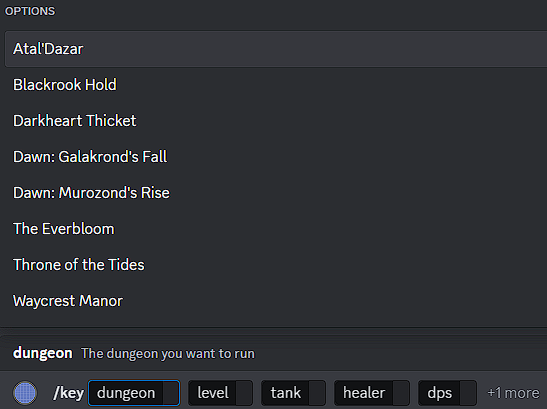 OPTIONS
Atal'Dazar
Blackrook Hold
Darkheart Thicket
Dawn: Galakrond's Fall
Dawn: Murozond's Rise
The Everbloom
Throne of the Tides
Waycrest Manor
dungeon The dungeon you want to run
/key dungeon level tank healer dps +1 more